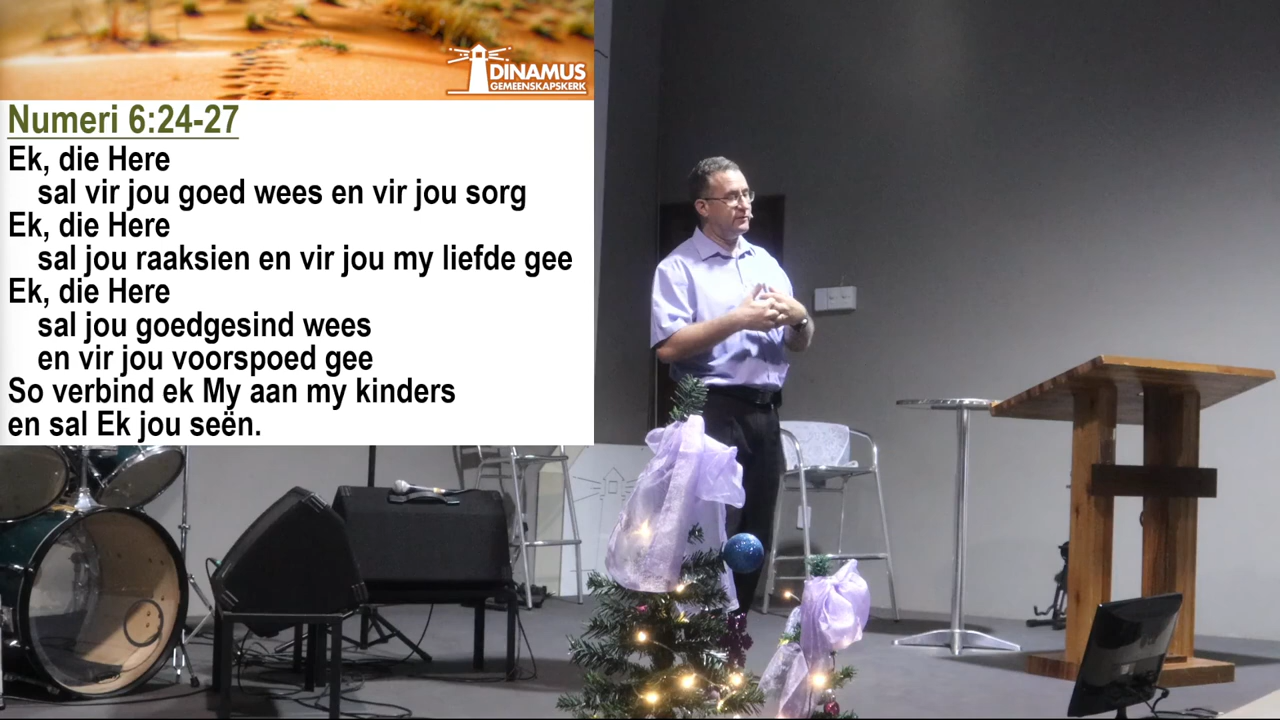 DINAMUS
GEMEENSKAPSKERK
Numeri 6:24-27
Ek, die Here
sal vir jou goed wees en vir jou sorg
Ek, die Here
sal jou raaksien en vir jou my liefde gee
Ek, die Here
sal jou goedgesind wees
en vir jou voorspoed gee
So verbind ek My aan my kinders
en sal Ek jou seën.